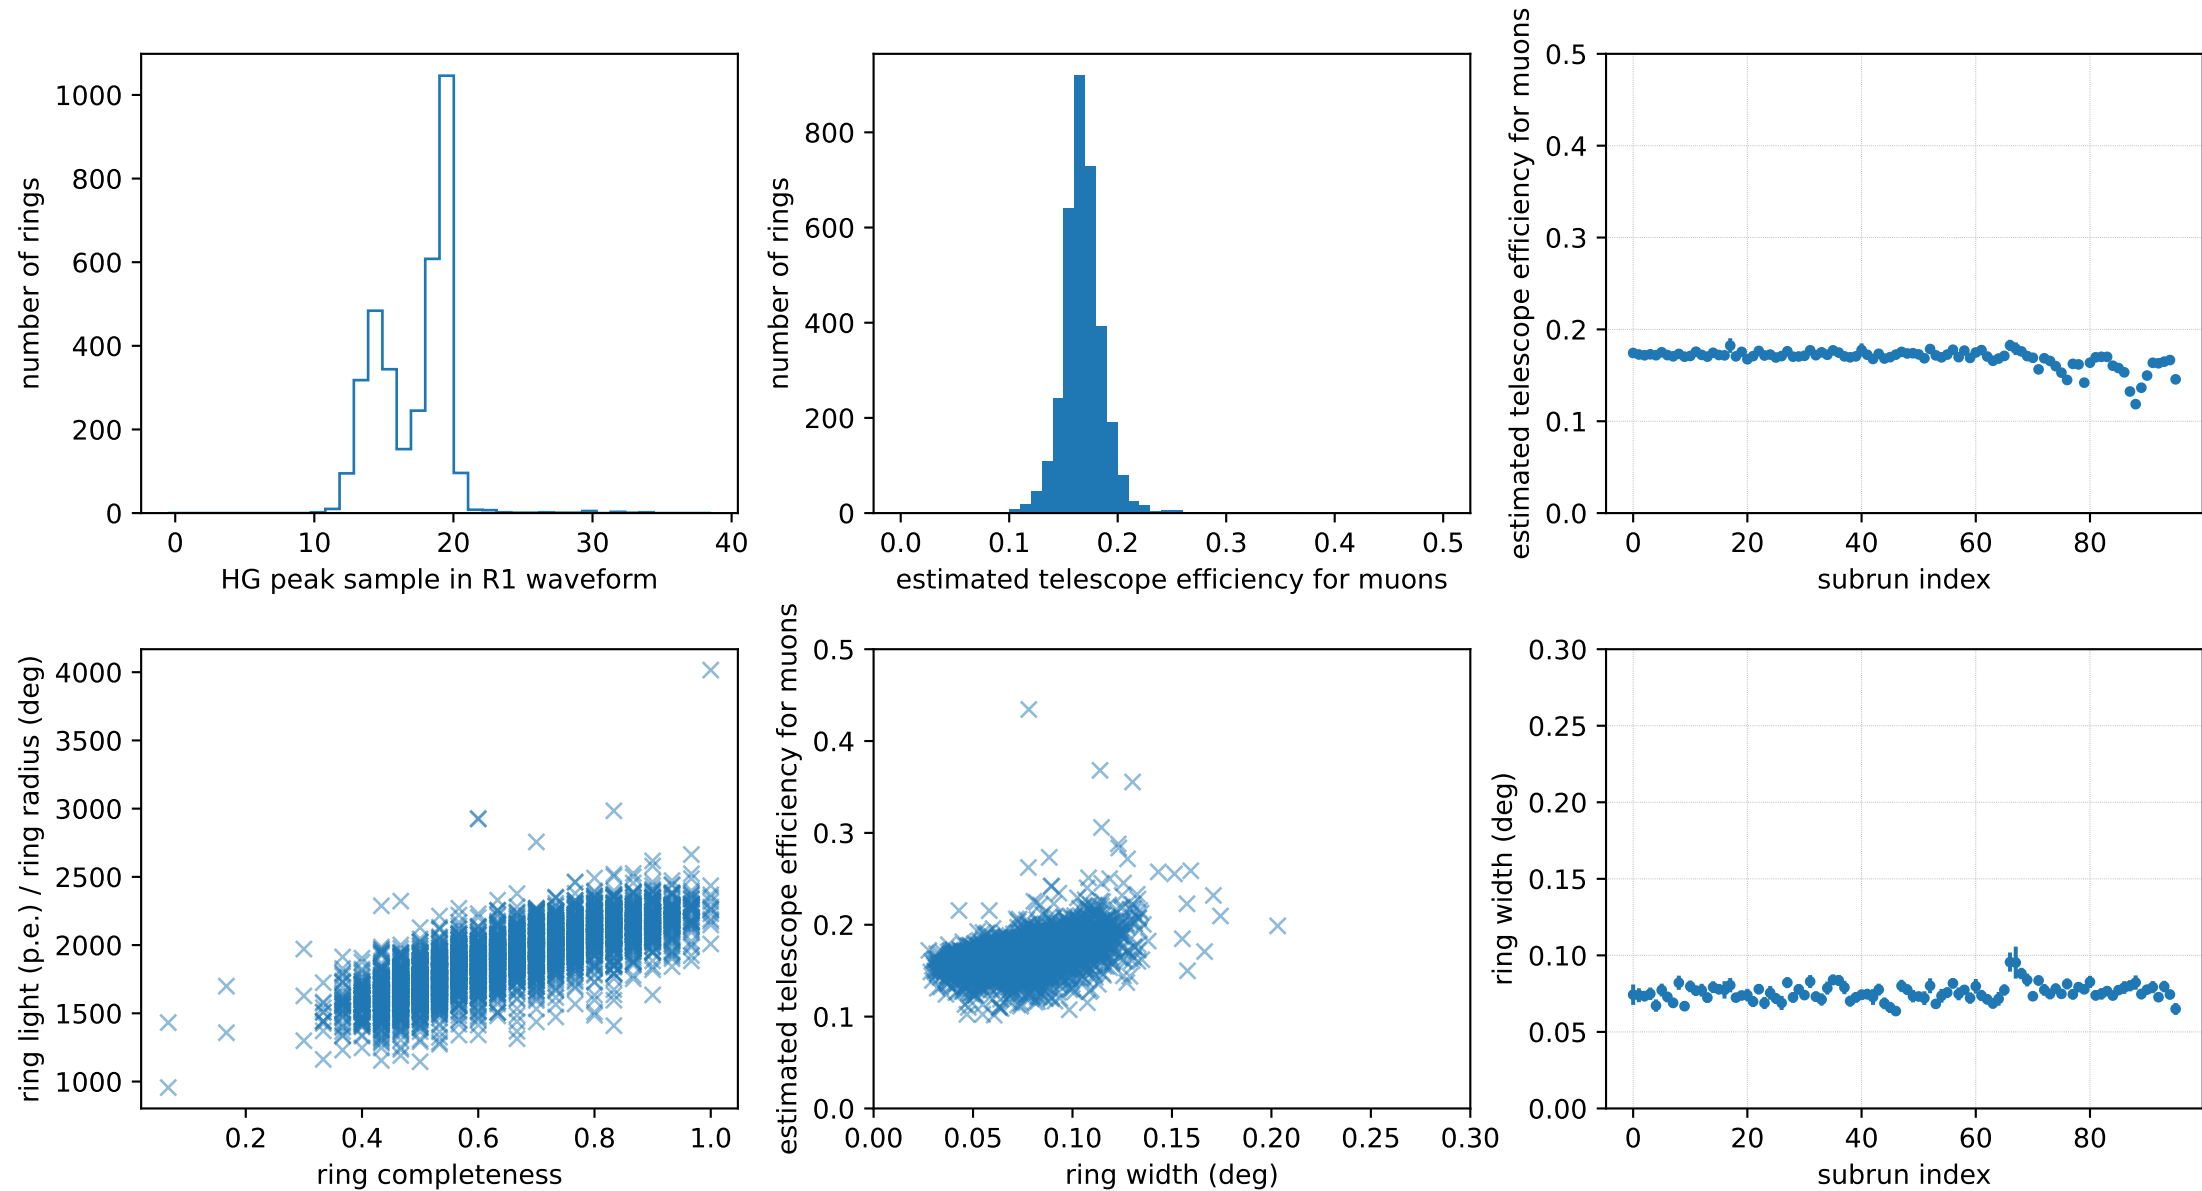 number of rings
1000
800
600
400
200
0
0 10 20 30 40
HG peak sample in R1 waveform
number of rings
800
600
400
200
0
0.0 0.1 0.2 0.3 0.4 0.5
estimated telescope efficiency for muons
estimated telescope efficiency for muons
0.5
0.4
0.3
0.2
0.1
0.0
0 20 40 60 80
subrun index
ring light (p.e.) / ring radius (deg)
4000
3500
3000
2500
2000
1500
1000
0.2 0.4 0.6 0.8 1.0
ring completeness
estimated telescope efficiency for muons
0.5
0.4
0.3
0.2
0.1
0.0
0.00 0.05 0.10 0.15 0.20 0.25 0.30
ring width (deg)
ring width (deg)
0.30
0.25
0.20
0.15
0.10
0.05
0.00
0 20 40 60 80
subrun index